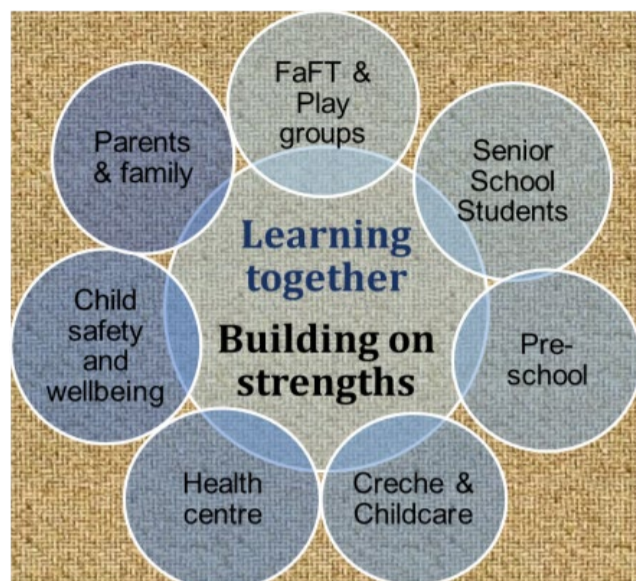 FaFT &
Play
groups
Senior
School
Students
Pre-
school
Creche &
Childcare
Health
centre
Child
safety
and
wellbeing
Parents
& family
Learning
together
Building on
strengths